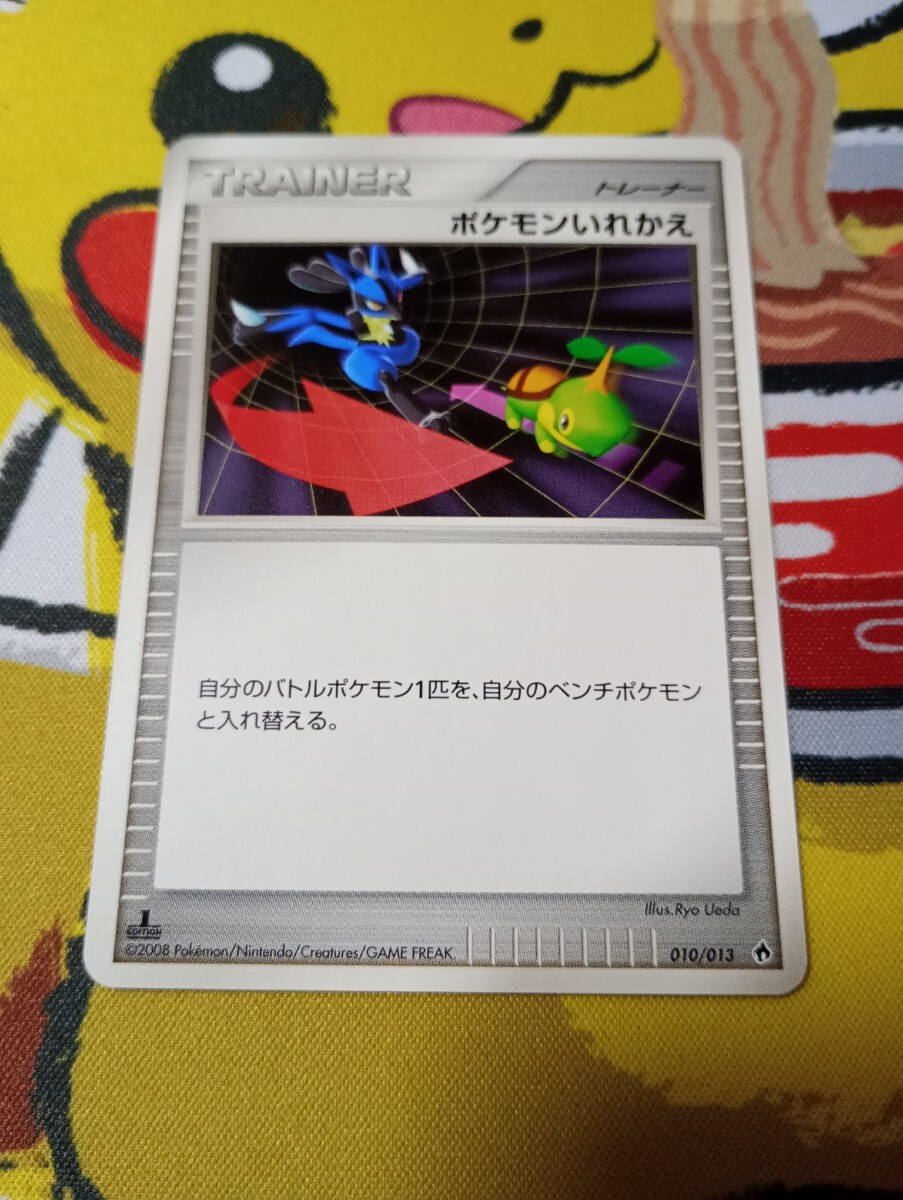 TRAINER トレーナー
ポケモンいれかえ
自分のバトルポケモン1匹を、自分のベンチポケモン
と入れ替える。
Illus.Ryo Ueda
1
EDITION
©2008 Pokémon/Nintendo/Creatures/GAME FREAK.
010/013